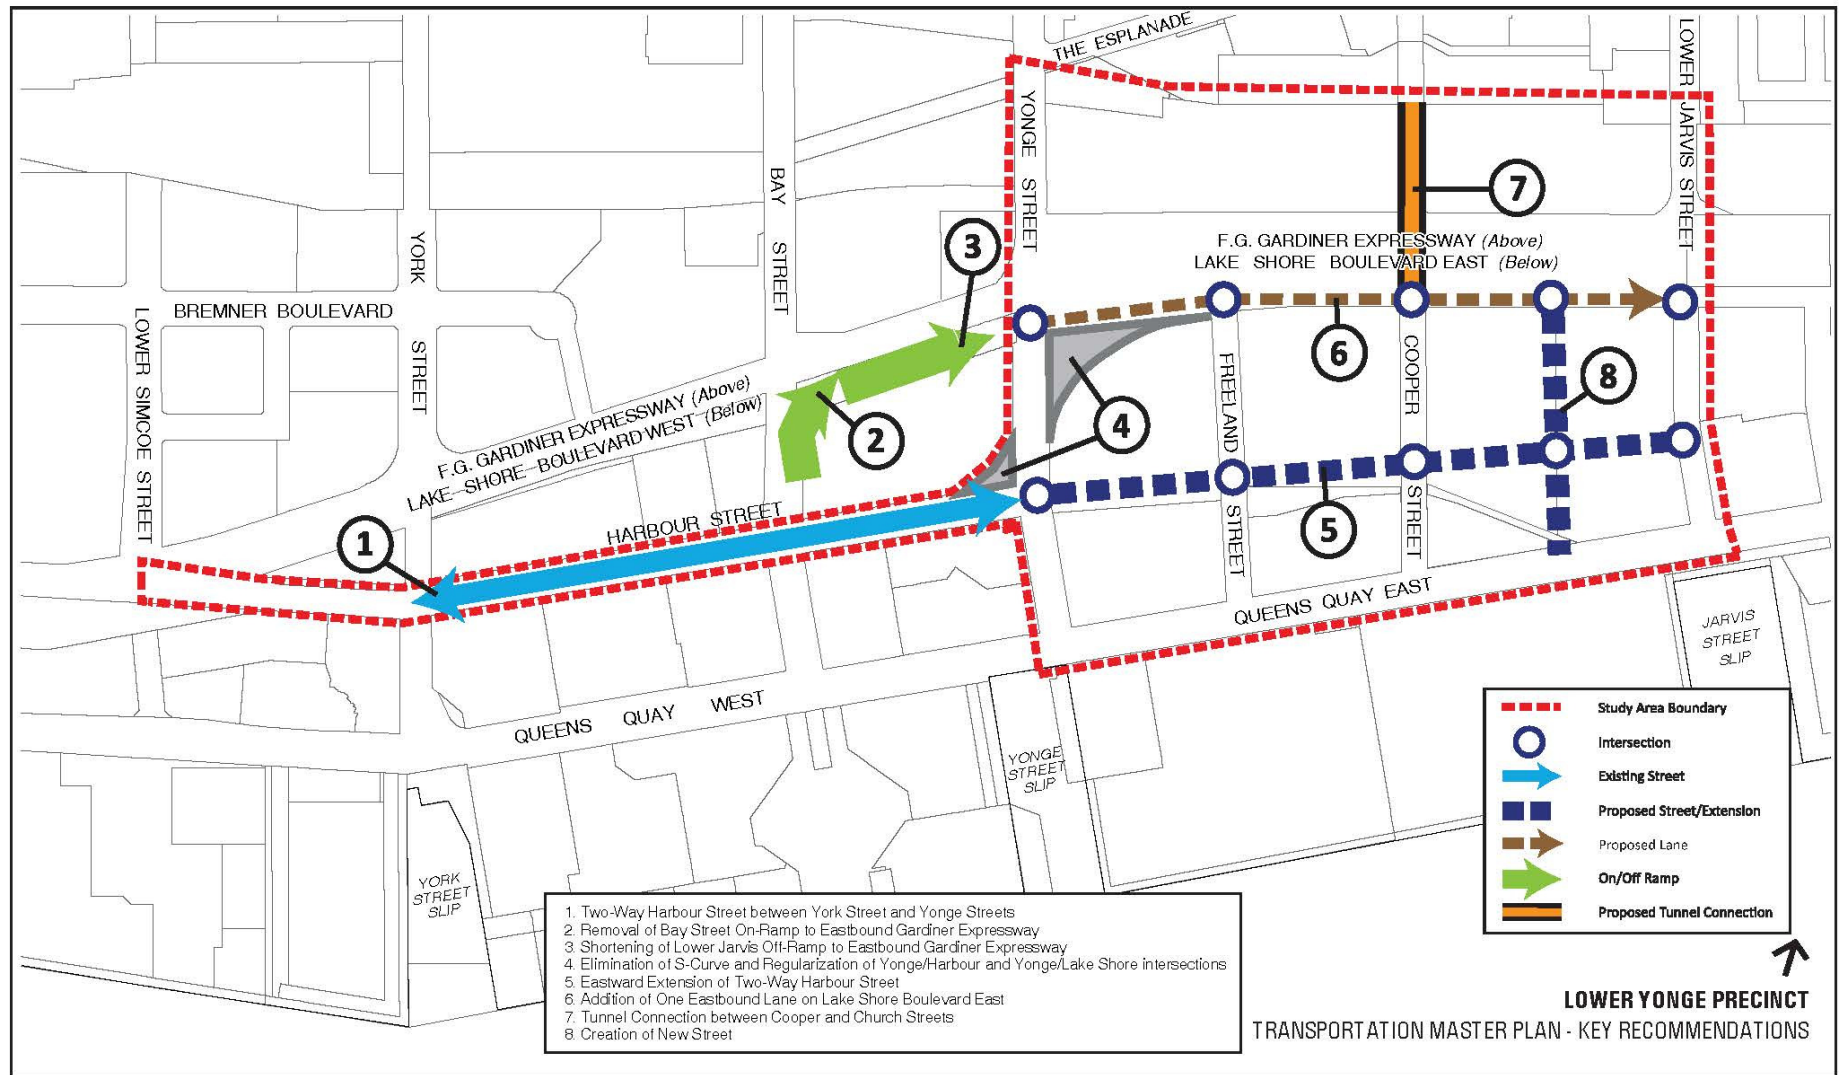 THE ESPLANADE
LOWER JARVIS STREET
YONGE STREET
BAY STREET
7
3
F.G. GARDINER EXPRESSWAY (Above)
LAKE SHORE BOULEVARD EAST (Below)
YORK STREET
BREMNER BOULEVARD
LOWER SIMCOE STREET
6
COOPER STREET
FREELAND STREET
8
F.G. GARDINER EXPRESSWAY (Above)
LAKE SHORE BOULEVARD WEST (Below)
2
4
HARBOUR STREET
5
1
QUEENS QUAY EAST
JARVIS
STREET
SLIP
QUEENS QUAY WEST
YONGE
STREET
SLIP
YORK
STREET
SLIP
Study Area Boundary
Intersection
Existing Street
Proposed Street/Extension
Proposed Lane
On/Off Ramp
Proposed Tunnel Connection
1. Two-Way Harbour Street between York Street and Yonge Streets
2. Removal of Bay Street On-Ramp to Eastbound Gardiner Expressway
3. Shortening of Lower Jarvis Off-Ramp to Eastbound Gardiner Expressway
4. Elimination of S-Curve and Regularization of Yonge/Harbour and Yonge/Lake Shore intersections
5. Eastward Extension of Two-Way Harbour Street
6. Addition of One Eastbound Lane on Lake Shore Boulevard East
7. Tunnel Connection between Cooper and Church Streets
8. Creation of New Street
LOWER YONGE PRECINCT
TRANSPORTATION MASTER PLAN - KEY RECOMMENDATIONS